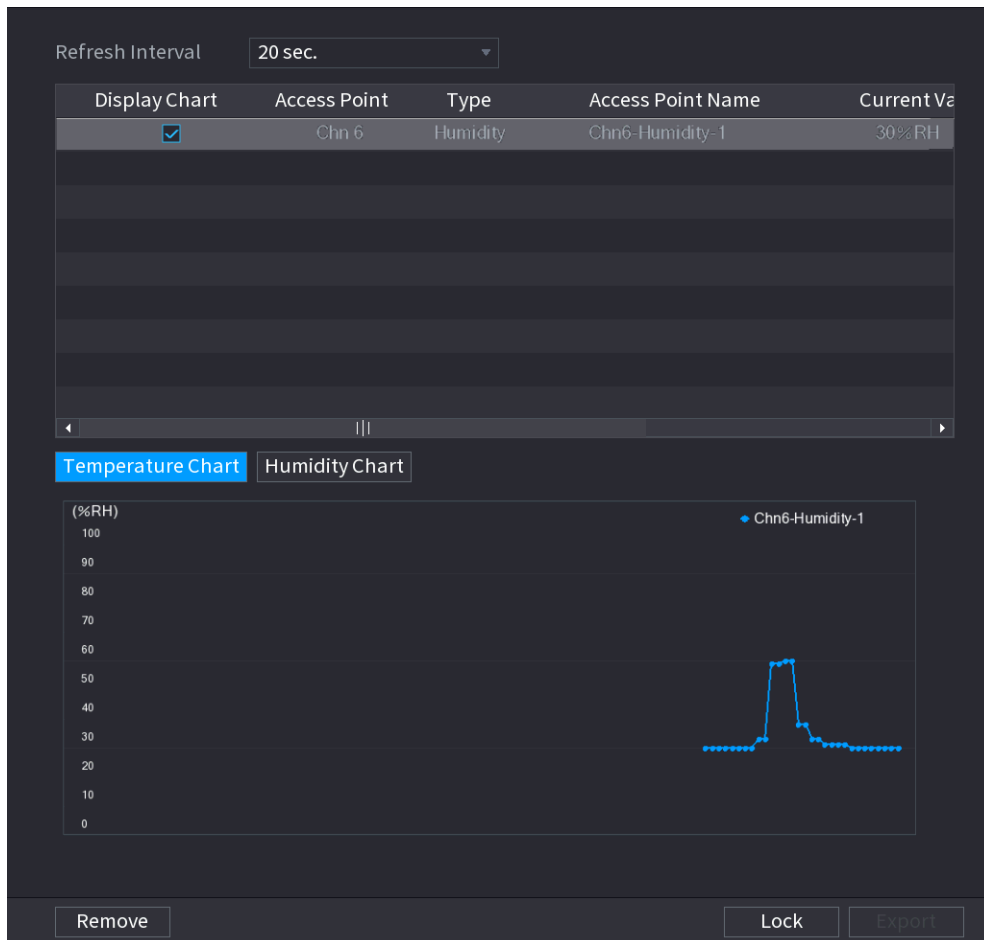 Refresh Interval 20 sec.
Display Chart Access Point Type Access Point Name Current Va
Chn 6 Humidity Chn6-Humidity-1 30%RH
Temperature Chart Humidity Chart
(%RH)
Chn6-Humidity-1
100
90
80
70
60
50
40
30
20
10
0
Remove Lock Export